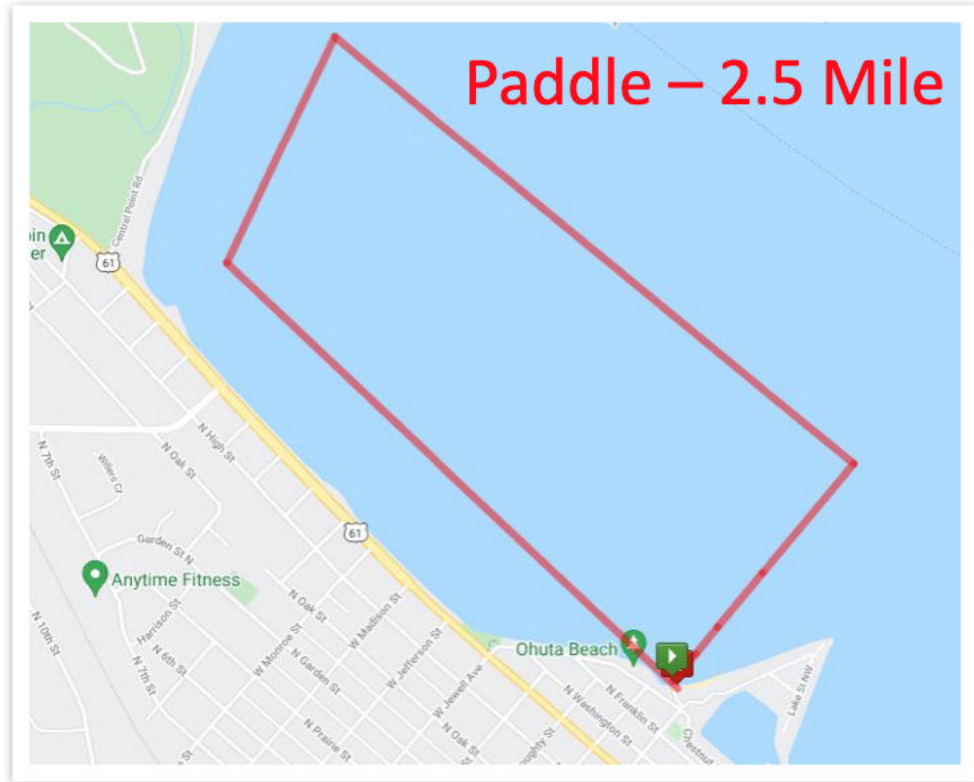 Paddle – 2.5 Mile
Central Point Rd
er
61
N 7th St
N Oak St
N High St
Willers Ct
61
Garden St N
Anytime Fitness
Harrison St
N 6th St
N 10th St
N 7th St
W Monroe St
N Oak St
N Garden St
W Madison St
W Jefferson St
W Jewell Ave
N Prairie St
N Oak St
Ohuta Beach
N Franklin St
N Washington St
Chestnut
Lake St NW